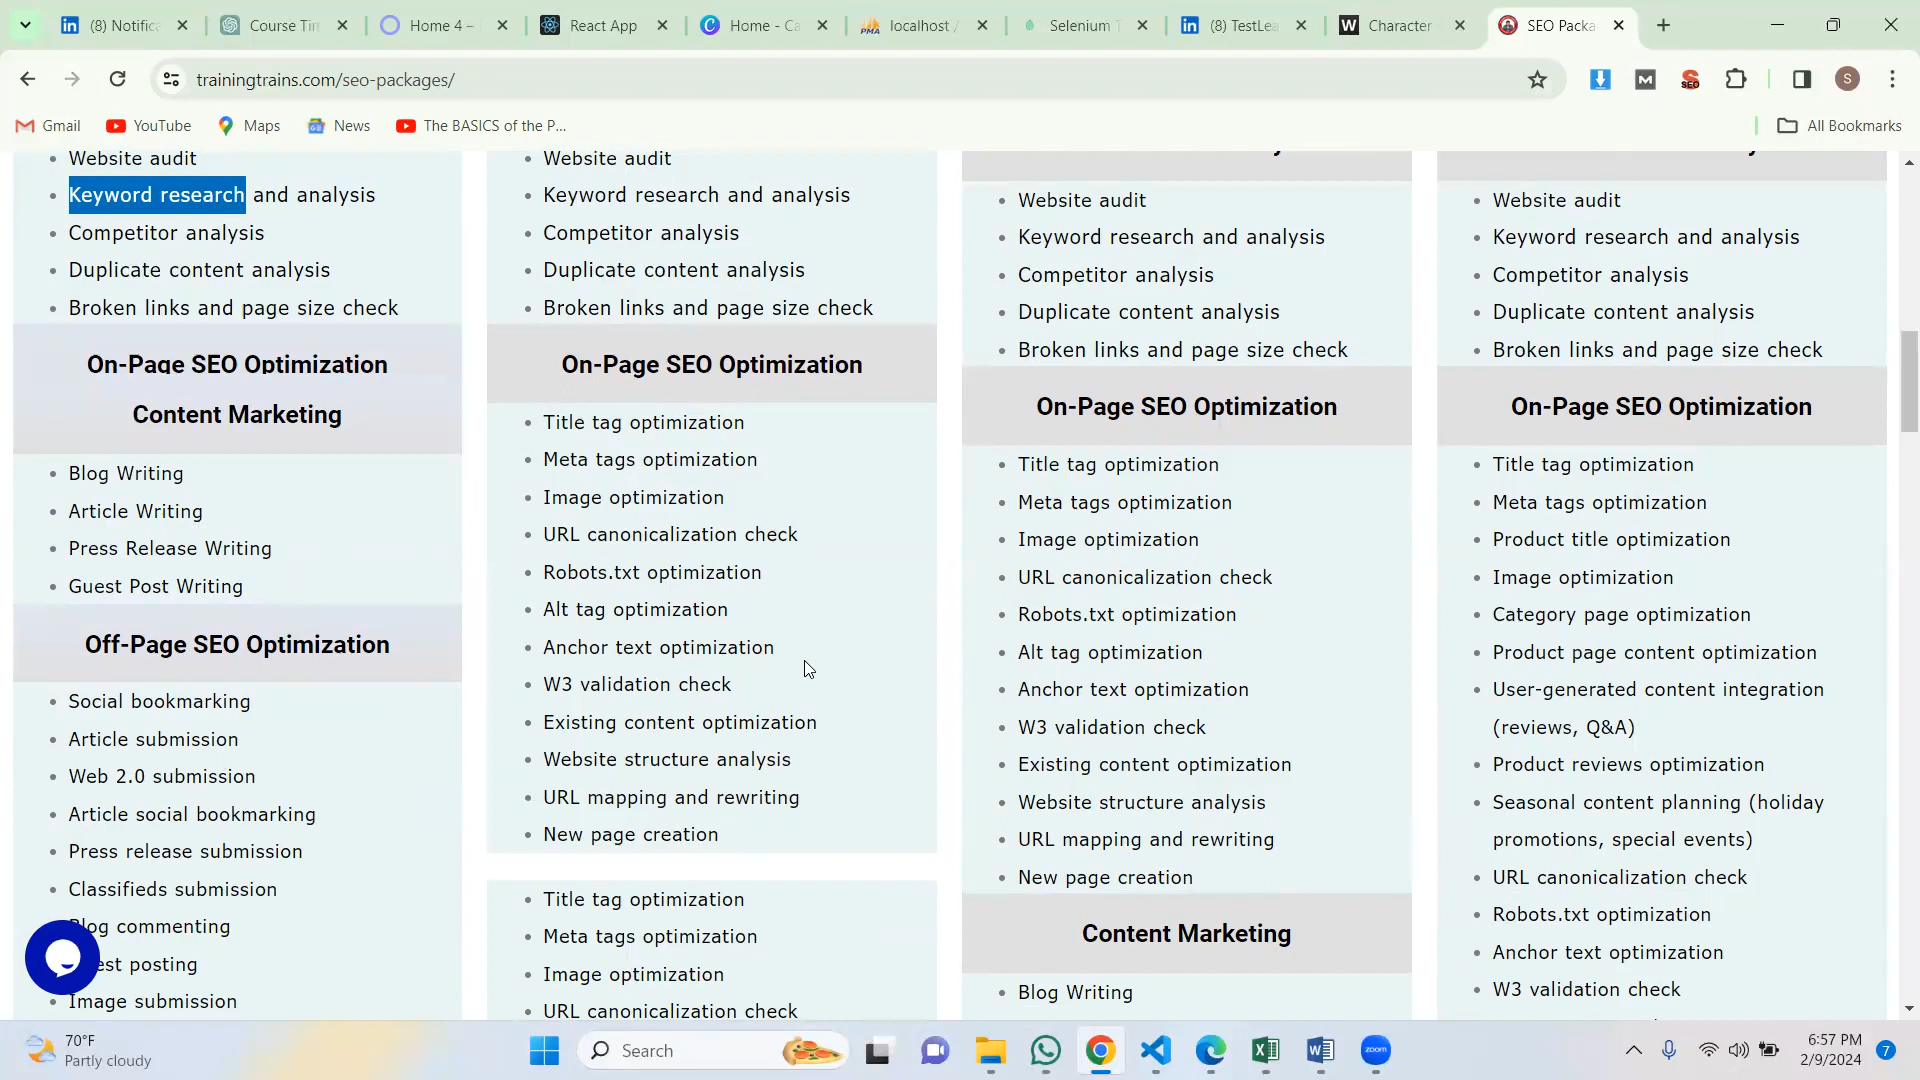 (8) Notifica
Course Tim
Home 4 –
React App
Home - Ca
localhost /
Selenium T
(8) TestLea
Character
SEO Packa
trainingtrains.com/seo-packages/
SEO
S
Gmail
YouTube
Maps
News
The BASICS of the P...
All Bookmarks
Website audit
Keyword research and analysis
Competitor analysis
Duplicate content analysis
Broken links and page size check
On-Page SEO Optimization
Content Marketing
Blog Writing
Article Writing
Press Release Writing
Guest Post Writing
Off-Page SEO Optimization
Social bookmarking
Article submission
Web 2.0 submission
Article social bookmarking
Press release submission
Classifieds submission
commenting
posting
Image submission
Website audit
Keyword research and analysis
Competitor analysis
Duplicate content analysis
Broken links and page size check
On-Page SEO Optimization
Title tag optimization
Meta tags optimization
Image optimization
URL canonicalization check
Robots.txt optimization
Alt tag optimization
Anchor text optimization
W3 validation check
Existing content optimization
Website structure analysis
URL mapping and rewriting
New page creation
Title tag optimization
Meta tags optimization
Image optimization
URL canonicalization check
Website audit
Keyword research and analysis
Competitor analysis
Duplicate content analysis
Broken links and page size check
On-Page SEO Optimization
Title tag optimization
Meta tags optimization
Image optimization
URL canonicalization check
Robots.txt optimization
Alt tag optimization
Anchor text optimization
W3 validation check
Existing content optimization
Website structure analysis
URL mapping and rewriting
New page creation
Content Marketing
Blog Writing
Website audit
Keyword research and analysis
Competitor analysis
Duplicate content analysis
Broken links and page size check
On-Page SEO Optimization
Title tag optimization
Meta tags optimization
Product title optimization
Image optimization
Category page optimization
Product page content optimization
User-generated content integration
(reviews, Q&A)
Product reviews optimization
Seasonal content planning (holiday
promotions, special events)
URL canonicalization check
Robots.txt optimization
Anchor text optimization
W3 validation check
70°F
Partly cloudy
Search
zoom
6:57 PM
2/9/2024
7